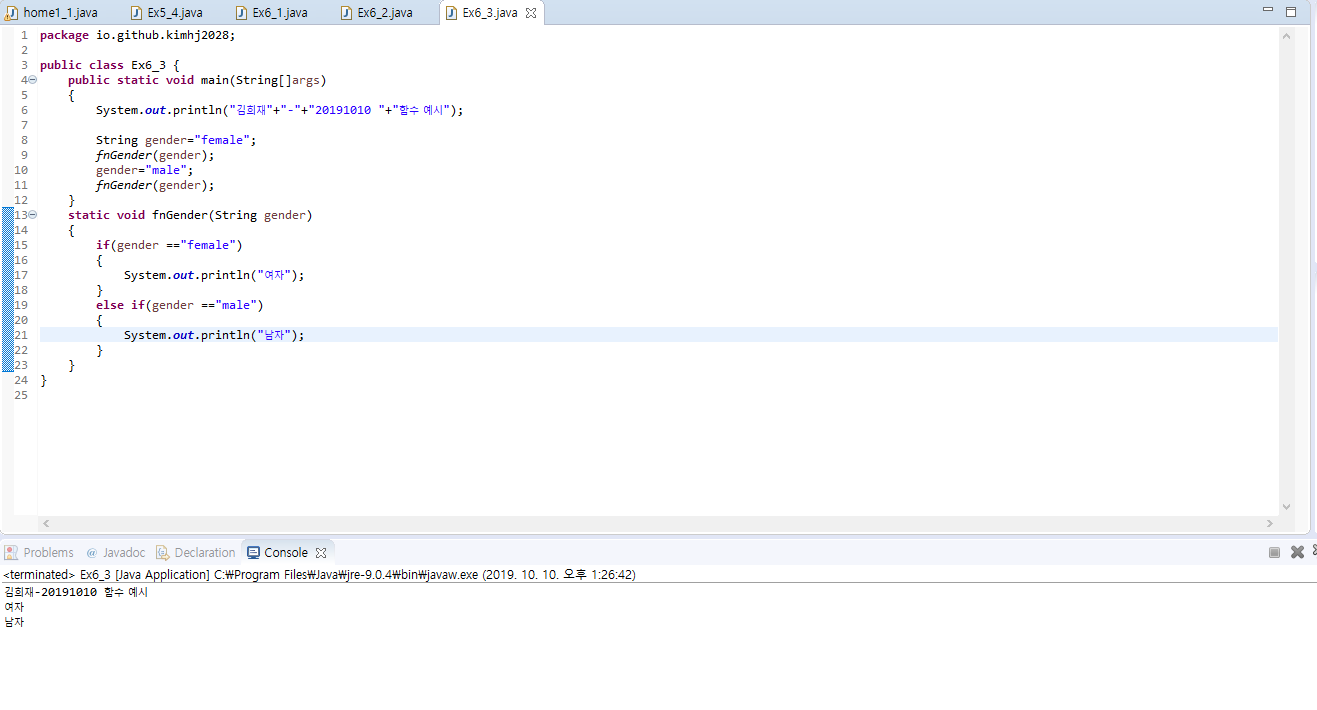 home1_1.java Ex5_4.java Ex6_1.java Ex6_2.java Ex6_3.java
1 package io.github.kimhj2028;
2
3 public class Ex6_3 {
4 public static void main(String[]args)
5 {
6 System.out.println("김희재"+"-"+"20191010 "+"함수 예시");
7
8 String gender="female";
9 fnGender(gender);
10 gender="male";
11 fnGender(gender);
12 }
13 static void fnGender(String gender)
14 {
15 if(gender =="female")
16 {
17 System.out.println("여자");
18 }
19 else if(gender =="male")
20 {
21 System.out.println("남자");
22 }
23 }
24 }
25
Problems @ Javadoc Declaration Console
<terminated> Ex6_3 [Java Application] C:₩Program Files₩Java₩jre-9.0.4₩bin₩javaw.exe (2019. 10. 10. 오후 1:26:42)
김희재-20191010 함수 예시
여자
남자